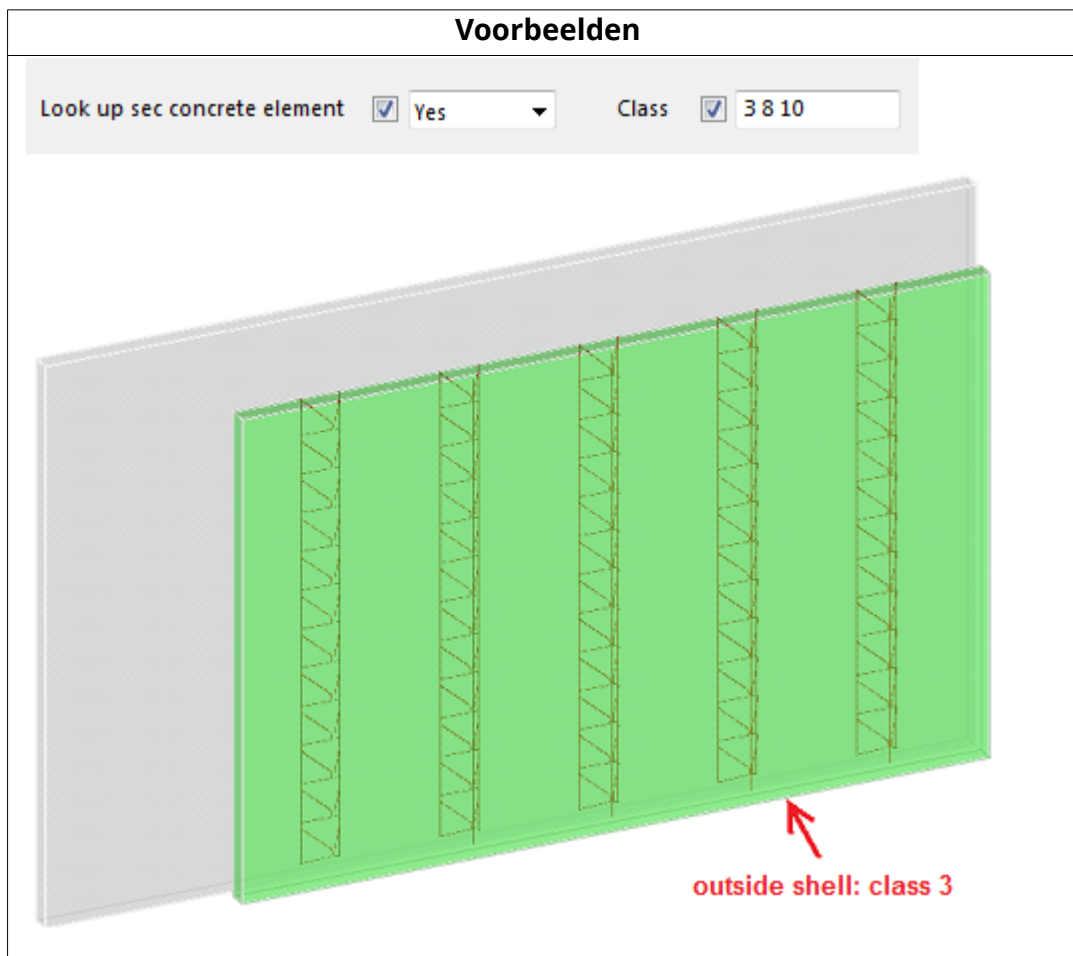 Voorbeelden
Look up sec concrete element Yes Class 3 8 10
outside shell: class 3